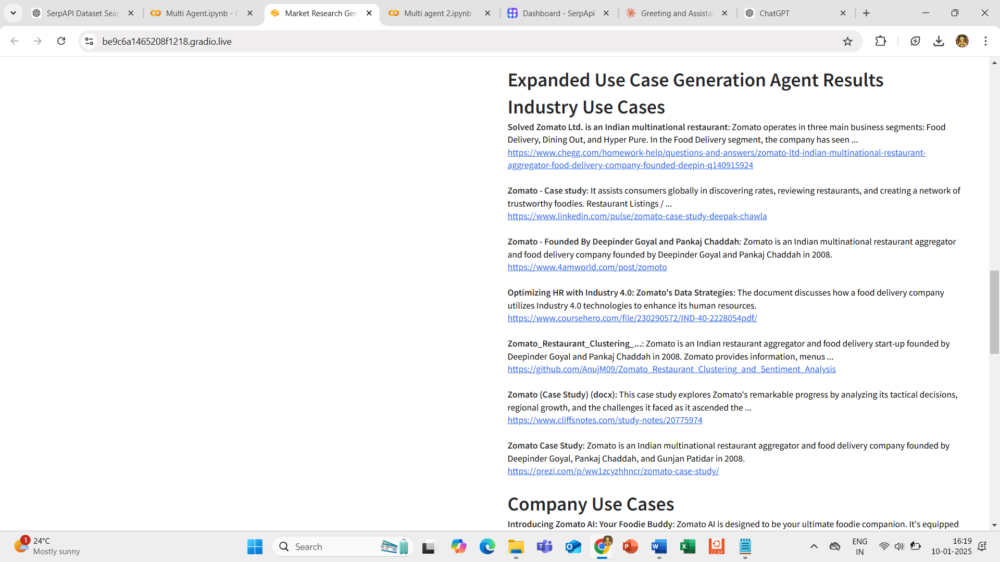 SerpAPI Dataset Sear
Multi Agent.ipynb - C
Market Research Gen
Multi agent 2.ipynb -
Dashboard - SerpApi
Greeting and Assistan
ChatGPT
be9c6a1465208f1218.gradio.live
Expanded Use Case Generation Agent Results
Industry Use Cases
Solved Zomato Ltd. is an Indian multinational restaurant: Zomato operates in three main business segments: Food
Delivery, Dining Out, and Hyper Pure. In the Food Delivery segment, the company has seen ...
https://www.chegg.com/homework-help/questions-and-answers/zomato-ltd-indian-multinational-restaurant-
aggregator-food-delivery-company-founded-deepin-q140915924
Zomato - Case study: It assists consumers globally in discovering rates, reviewing restaurants, and creating a network of
trustworthy foodies. Restaurant Listings / ...
https://www.linkedin.com/pulse/zomato-case-study-deepak-chawla
Zomato - Founded By Deepinder Goyal and Pankaj Chaddah: Zomato is an Indian multinational restaurant aggregator
and food delivery company founded by Deepinder Goyal and Pankaj Chaddah in 2008.
https://www.4amworld.com/post/zomoto
Optimizing HR with Industry 4.0: Zomato's Data Strategies: The document discusses how a food delivery company
utilizes Industry 4.0 technologies to enhance its human resources.
https://www.coursehero.com/file/230290572/IND-40-2228054pdf/
Zomato_Restaurant_Clustering_...: Zomato is an Indian restaurant aggregator and food delivery start-up founded by
Deepinder Goyal and Pankaj Chaddah in 2008. Zomato provides information, menus ...
https://github.com/AnujM09/Zomato_Restaurant_Clustering_and_Sentiment_Analysis
Zomato (Case Study) (docx): This case study explores Zomato's remarkable progress by analyzing its tactical decisions,
regional growth, and the challenges it faced as it ascended the ...
https://www.cliffsnotes.com/study-notes/20775974
Zomato Case Study: Zomato is an Indian multinational restaurant aggregator and food delivery company founded by
Deepinder Goyal, Pankaj Chaddah, and Gunjan Patidar in 2008.
https://prezi.com/p/ww1zcyzhhncr/zomato-case-study/
Company Use Cases
Introducing Zomato AI: Your Foodie Buddy: Zomato AI is designed to be your ultimate foodie companion. It's equipped
1
24°C
Mostly sunny
Search
22.04
ENG
IN
16:19
10-01-2025